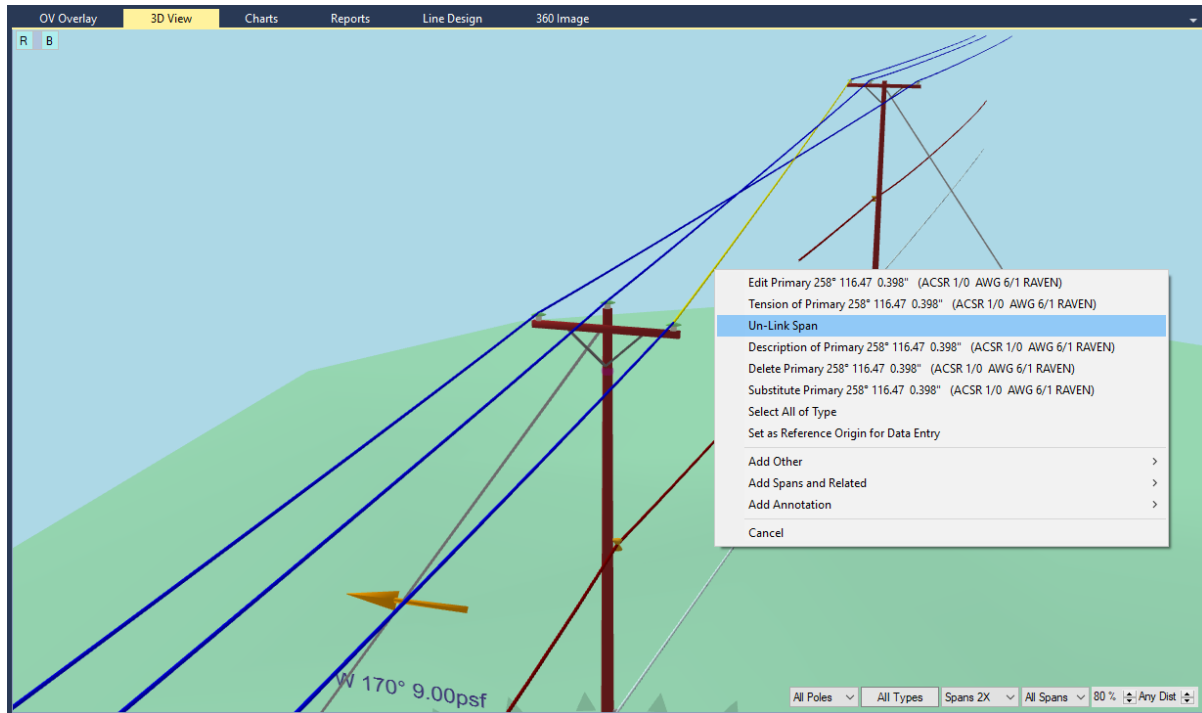 OV Overlay 3D View Charts Reports Line Design 360 Image
R B
Edit Primary 258° 116.47 0.398" (ACSR 1/0 AWG 6/1 RAVEN)
Tension of Primary 258° 116.47 0.398" (ACSR 1/0 AWG 6/1 RAVEN)
Un-Link Span
Description of Primary 258° 116.47 0.398" (ACSR 1/0 AWG 6/1 RAVEN)
Delete Primary 258° 116.47 0.398" (ACSR 1/0 AWG 6/1 RAVEN)
Substitute Primary 258° 116.47 0.398" (ACSR 1/0 AWG 6/1 RAVEN)
Select All of Type
Set as Reference Origin for Data Entry
Add Other
Add Spans and Related
Add Annotation
Cancel
W 170° 9.00psf
All Poles All Types Spans 2X All Spans 80 % Any Dist